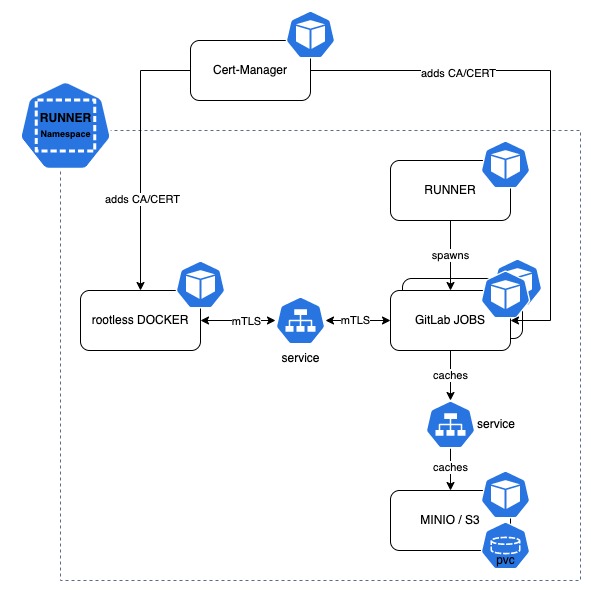 Cert-Manager
adds CA/CERT
RUNNER
Namespace
RUNNER
adds CA/CERT
spawns
rootless DOCKER
mTLS
mTLS
GitLab JOBS
service
caches
service
caches
MINIO / S3
pvc